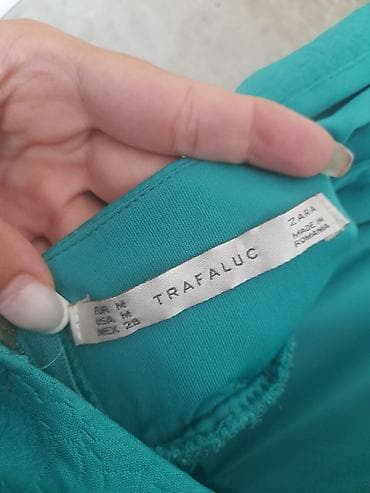 EUR M
USA M
MEX 28
TRAFALUC
ZARA
MADE IN
ROMANIA